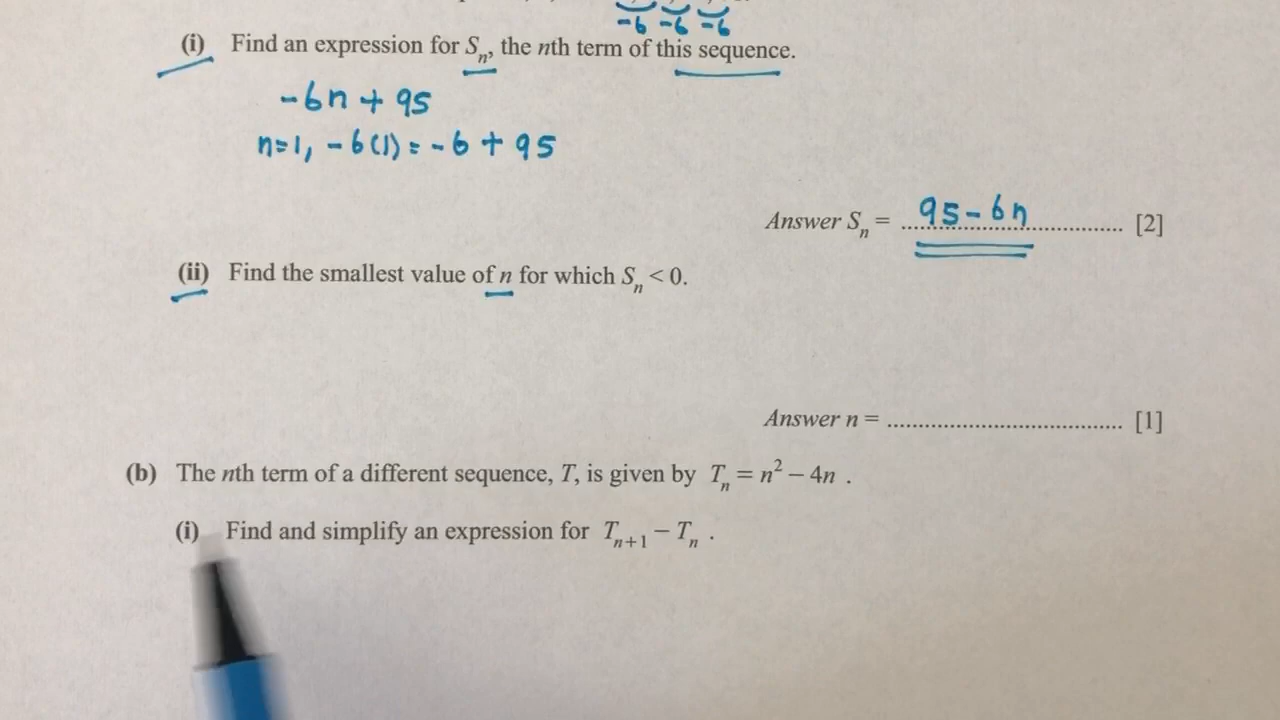 -6 -6 -6
(i) Find an expression for Sₙ, the nth term of this sequence.
-6n + 95
n=1, -6(1) = -6 + 95
Answer Sₙ = 95-6n [2]
(ii) Find the smallest value of n for which Sₙ < 0.
Answer n = ........................................ [1]
(b) The nth term of a different sequence, T, is given by Tₙ = n² − 4n .
(i) Find and simplify an expression for Tₙ₊₁ − Tₙ .